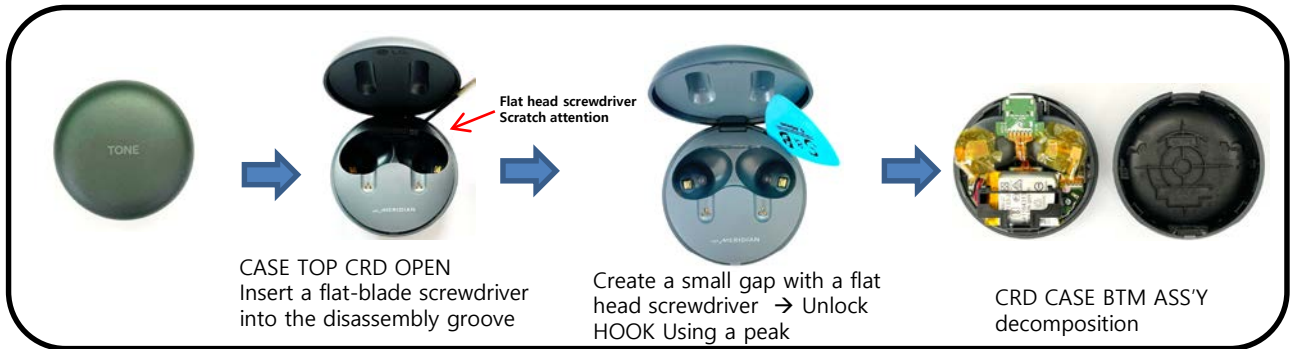 TONE
Flat head screwdriver
Scratch attention
MERIDIAN
MERIDIAN
CASE TOP CRD OPEN
Insert a flat-blade screwdriver
into the disassembly groove
Create a small gap with a flat
head screwdriver → Unlock
HOOK Using a peak
CRD CASE BTM ASS’Y
decomposition